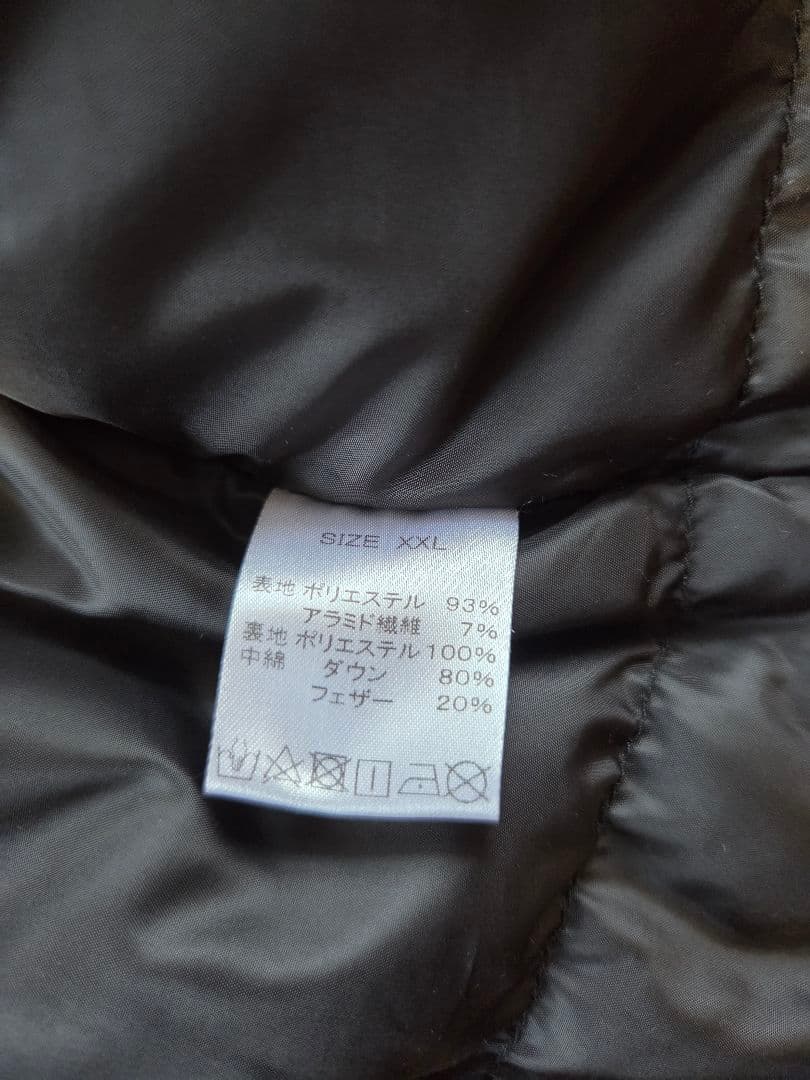 SIZE XXL
表地 ポリエステル 93%
アラミド繊維 7%
裏地 ポリエステル 100%
中綿 ダウン 80%
フェザー 20%